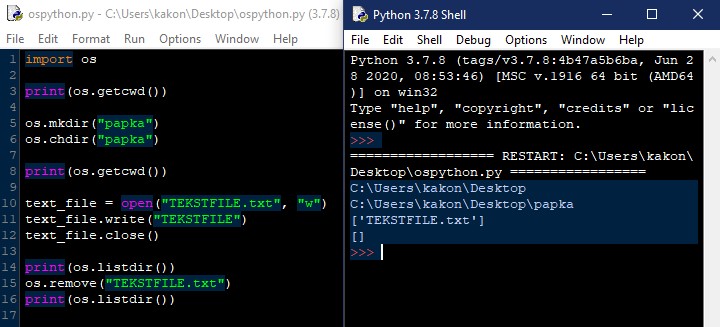 ospython.py - C:\Users\kakon\Desktop\ospython.py (3.7.8)
File Edit Format Run Options Window Help
1 import os
2
3 print(os.getcwd())
4
5 os.mkdir("papka")
6 os.chdir("papka")
7
8 print(os.getcwd())
9
10 text_file = open("TEKSTFILE.txt", "w")
11 text_file.write("TEKSTFILE")
12 text_file.close()
13
14 print(os.listdir())
15 os.remove("TEKSTFILE.txt")
16 print(os.listdir())
17
Python 3.7.8 Shell
File Edit Shell Debug Options Window Help
Python 3.7.8 (tags/v3.7.8:4b47a5b6ba, Jun 2
8 2020, 08:53:46) [MSC v.1916 64 bit (AMD64
)] on win32
Type "help", "copyright", "credits" or "lic
ense()" for more information.
>>>
=================== RESTART: C:\Users\kakon\
Desktop\ospython.py ==================
C:\Users\kakon\Desktop
C:\Users\kakon\Desktop\papka
['TEKSTFILE.txt']
[]
>>>